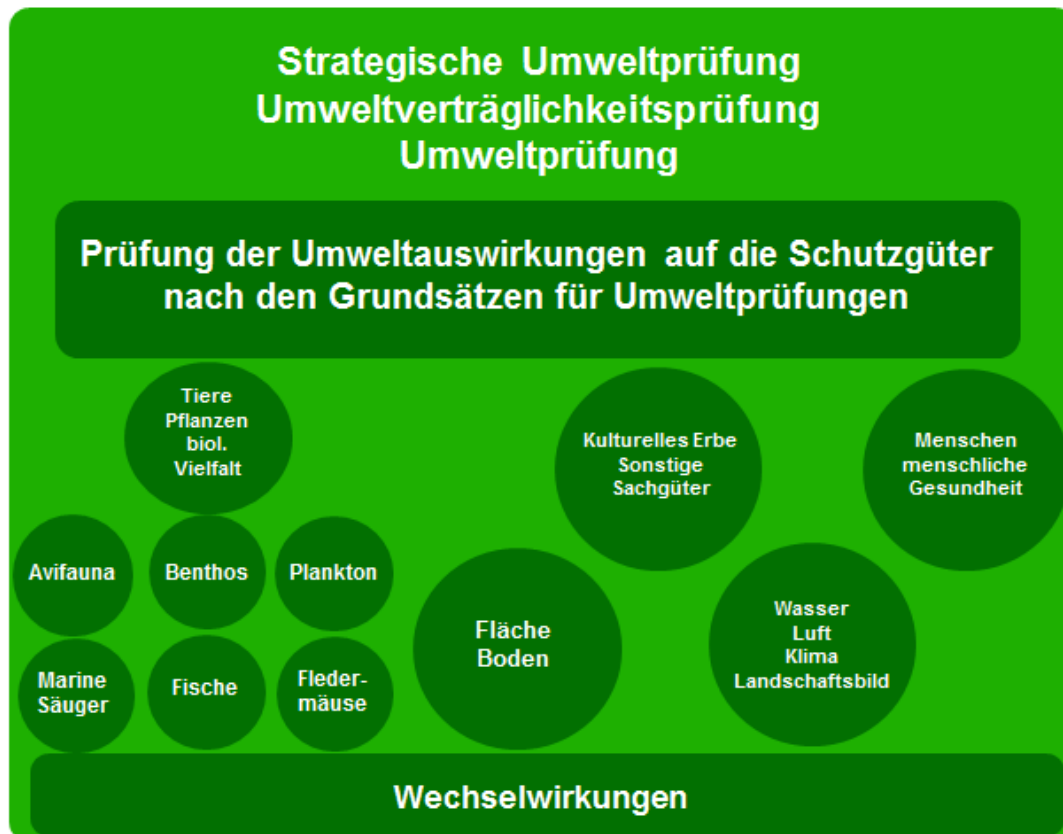 Strategische Umweltprüfung
Umweltverträglichkeitsprüfung
Umweltprüfung
Prüfung der Umweltauswirkungen auf die Schutzgüter
nach den Grundsätzen für Umweltprüfungen
Tiere
Pflanzen
biol.
Vielfalt
Kulturelles Erbe
Sonstige
Sachgüter
Menschen
menschliche
Gesundheit
Avifauna
Benthos
Plankton
Fläche
Boden
Wasser
Luft
Klima
Landschaftsbild
Marine
Säuger
Fische
Fleder-
mäuse
Wechselwirkungen